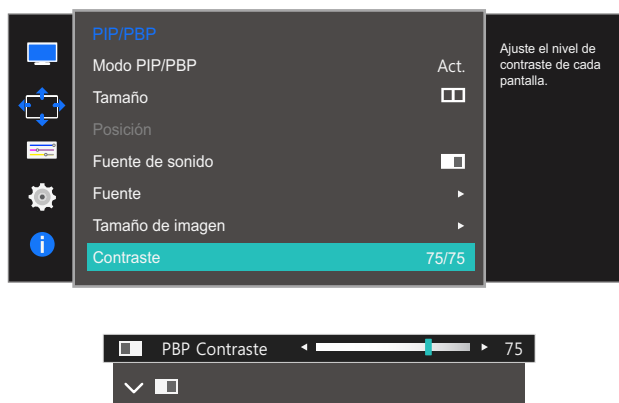 PIP/PBP
Modo PIP/PBP Act.
Tamaño
Posición
Fuente de sonido
Fuente
Tamaño de imagen
Contraste 75/75
Ajuste el nivel de
contraste de cada
pantalla.
PBP Contraste 75